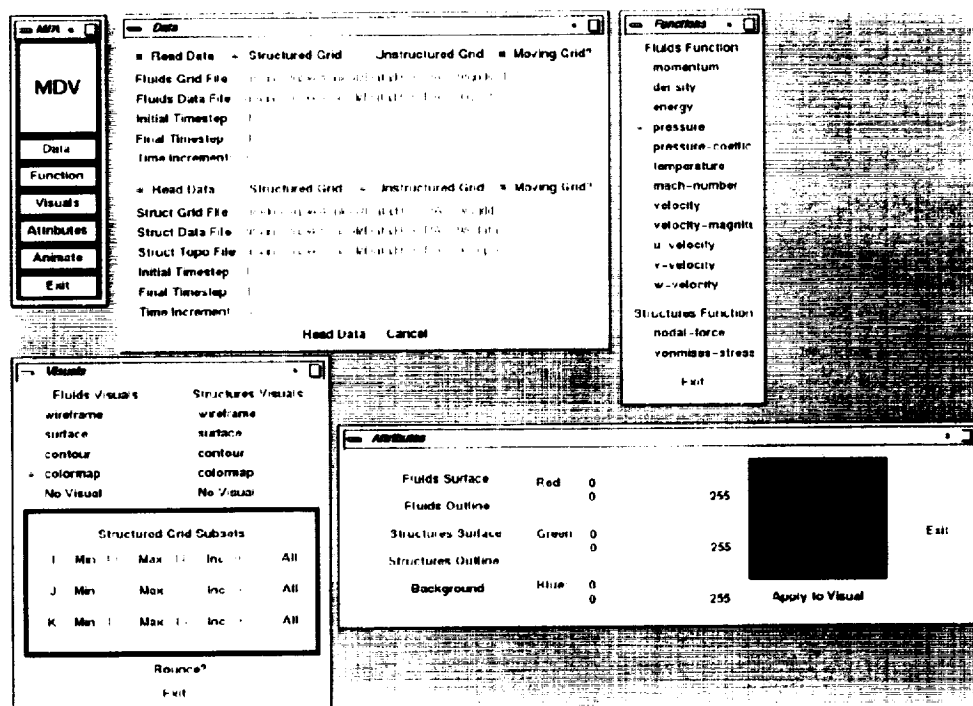 MDV
Data
Function
Visuals
Attributes
Animate
Exit
Data
Read Data Structured Grid Unstructured Grid Moving Grid?
Fluids Grid File
Fluids Data File
Initial Timestep
Final Timestep
Time Increment
Read Data Structured Grid Unstructured Grid Moving Grid?
Struct Grid File
Struct Data File
Struct Topo File
Initial Timestep
Final Timestep
Time Increment
Read Data Cancel
Functions
Fluids Function
momentum
density
energy
pressure
pressure-coeffic
temperature
mach-number
velocity
velocity-magnitu
u-velocity
v-velocity
w-velocity
Structures Function
nodal-force
vonmises-stress
Exit
Visuals
Fluids Visuals Structures Visuals
wireframe wireframe
surface surface
contour contour
colormap colormap
No Visual No Visual
Structured Grid Subsets
I Min Max Inc All
J Min Max Inc All
K Min Max Inc All
Bounce?
Exit
Attributes
Fluids Surface Red 0
0 255
Fluids Outline
Structures Surface Green 0
0 255
Structures Outline
Background Blue 0
0 255
Apply to Visual
Exit